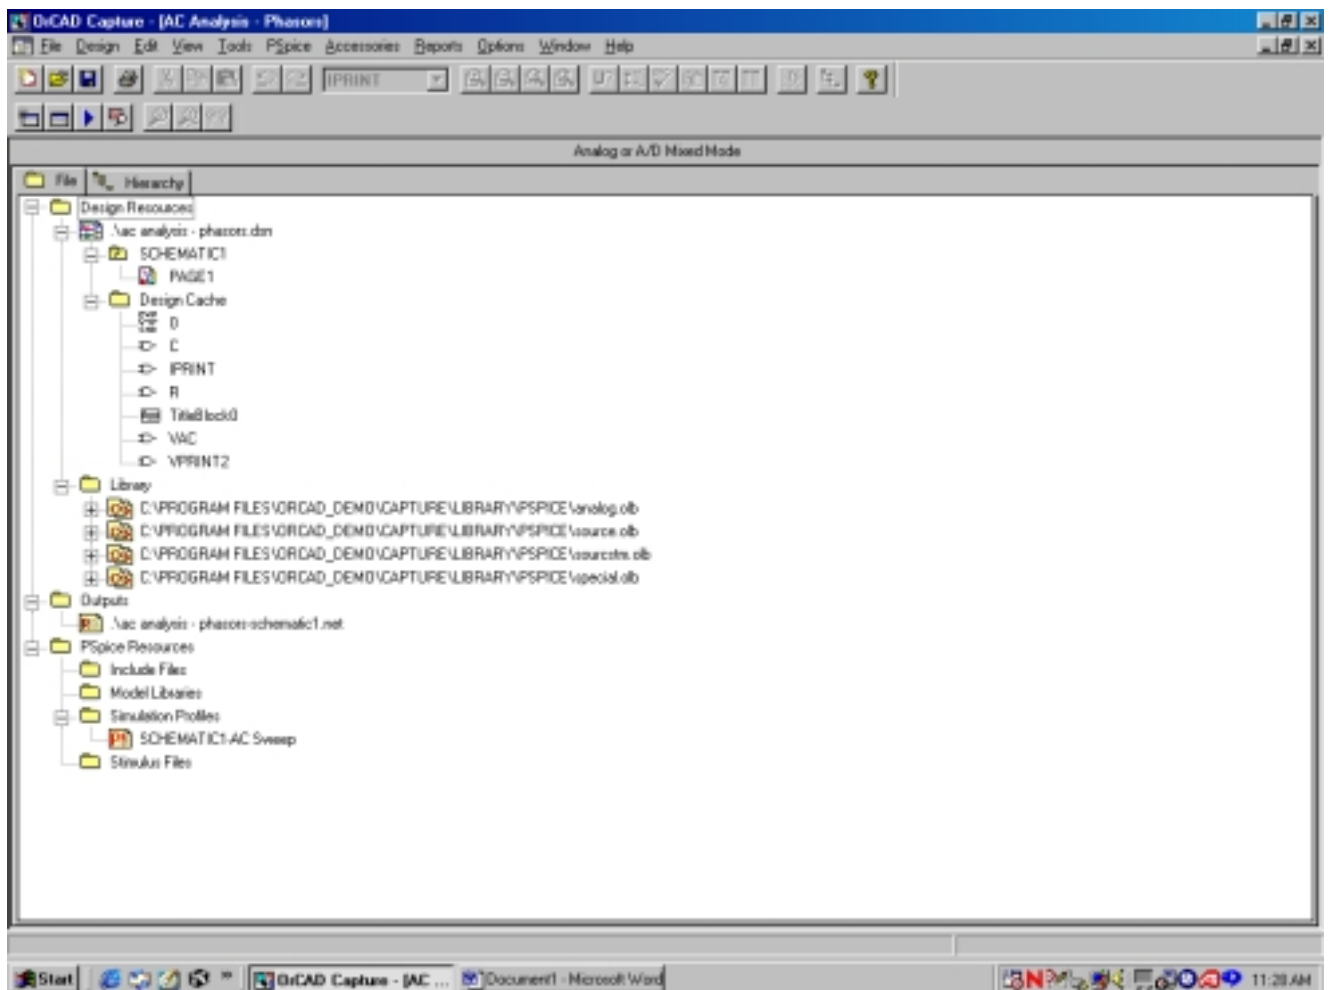 OrCAD Capture - [AC Analysis - Phasors]
File Design Edit View Tools PSpice Accessories Reports Options Window Help
IPRINT
U?
Analog or A/D Mixed Mode
File Hierarchy
Design Resources
.\ac analysis - phasors.dsn
SCHEMATIC1
PAGE1
Design Cache
0
C
IPRINT
R
TitleBlock0
VAC
VPRINT2
Library
C:\PROGRAM FILES\ORCAD_DEMO\CAPTURE\LIBRARY\PSPICE\analog.olb
C:\PROGRAM FILES\ORCAD_DEMO\CAPTURE\LIBRARY\PSPICE\source.olb
C:\PROGRAM FILES\ORCAD_DEMO\CAPTURE\LIBRARY\PSPICE\sourcstm.olb
C:\PROGRAM FILES\ORCAD_DEMO\CAPTURE\LIBRARY\PSPICE\special.olb
Outputs
.\ac analysis - phasors-schematic1.net
PSpice Resources
Include Files
Model Libraries
Simulation Profiles
SCHEMATIC1-AC Sweep
Stimulus Files
Start » OrCAD Capture - [AC ... Document1 - Microsoft Word 11:28 AM